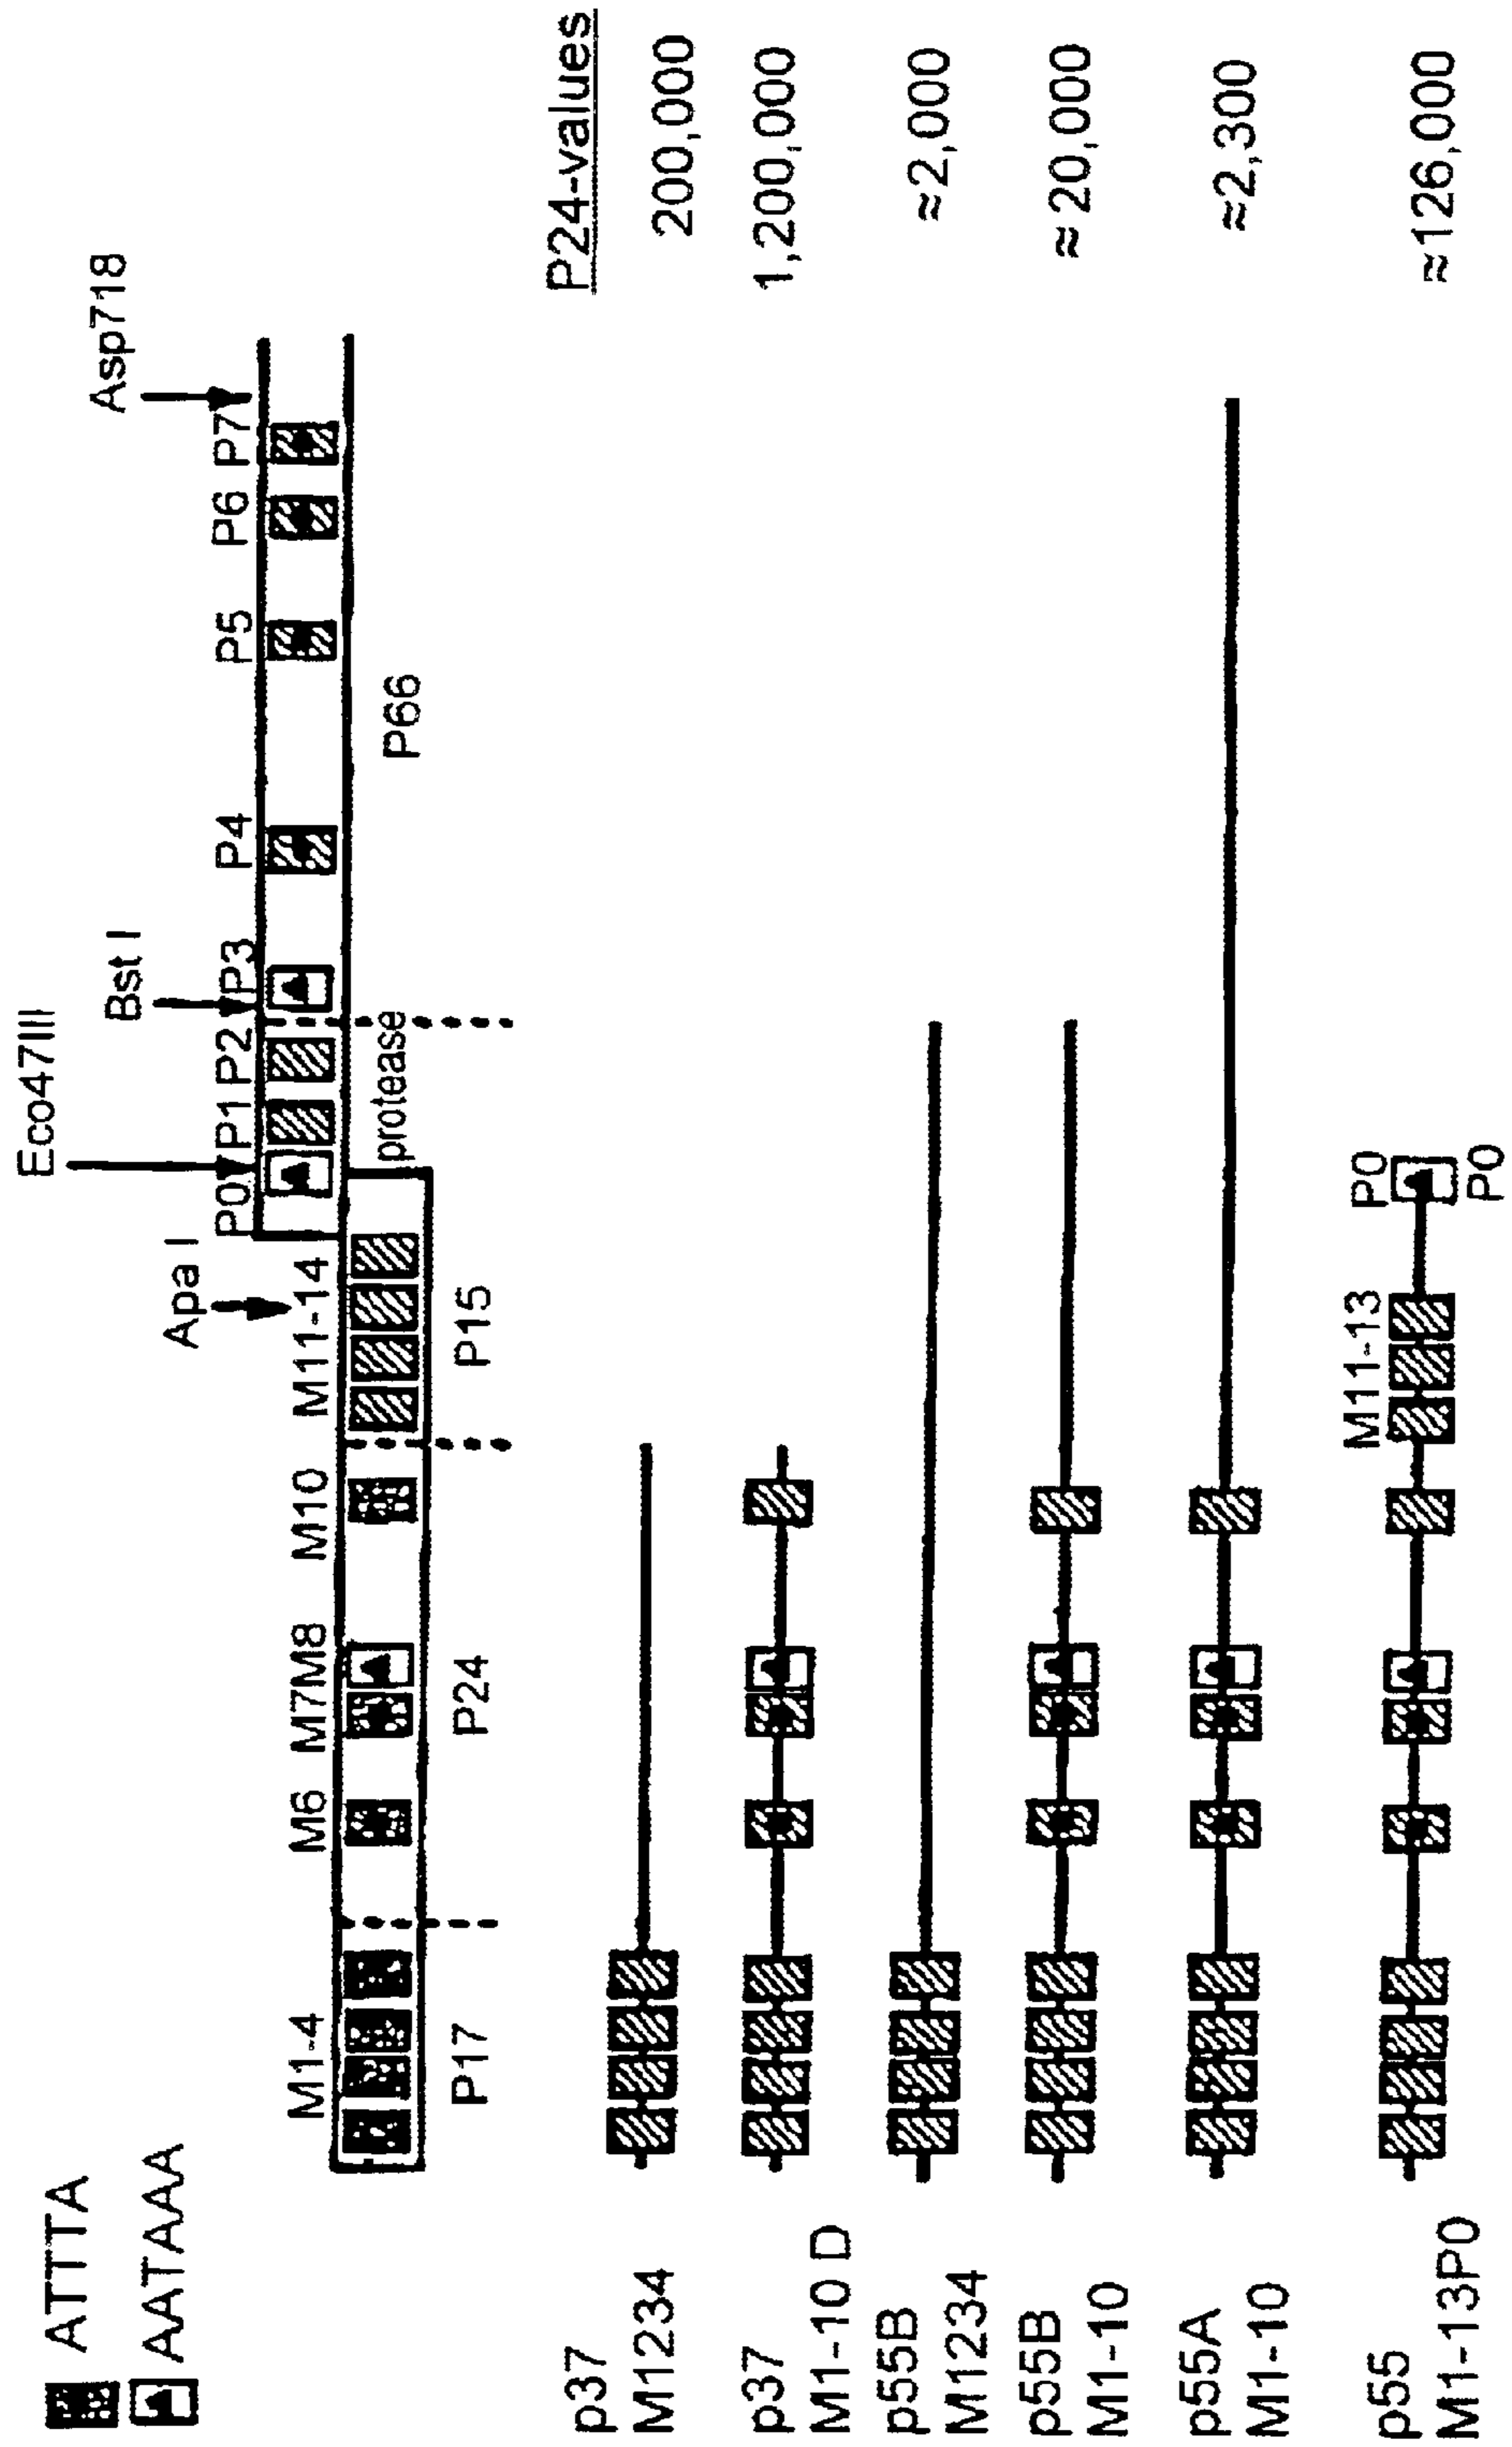 ATTTA
AATAAA
Eco47III
Bst I
Asp718
Apa I
P0 P1 P2 P3 P4 P5 P6 P7
M1-4 M6 M7 M8 M10 M11-14
protease
P66
P17 P24 P15
P24-values
p37
M1234
200,000
p37
M1-10 D
1,200,000
p55B
M1234
≈2,000
p55B
M1-10
≈20,000
p55A
M1-10
≈2,300
M11-13 P0
p55
M1-13P0
P0
≈126,000